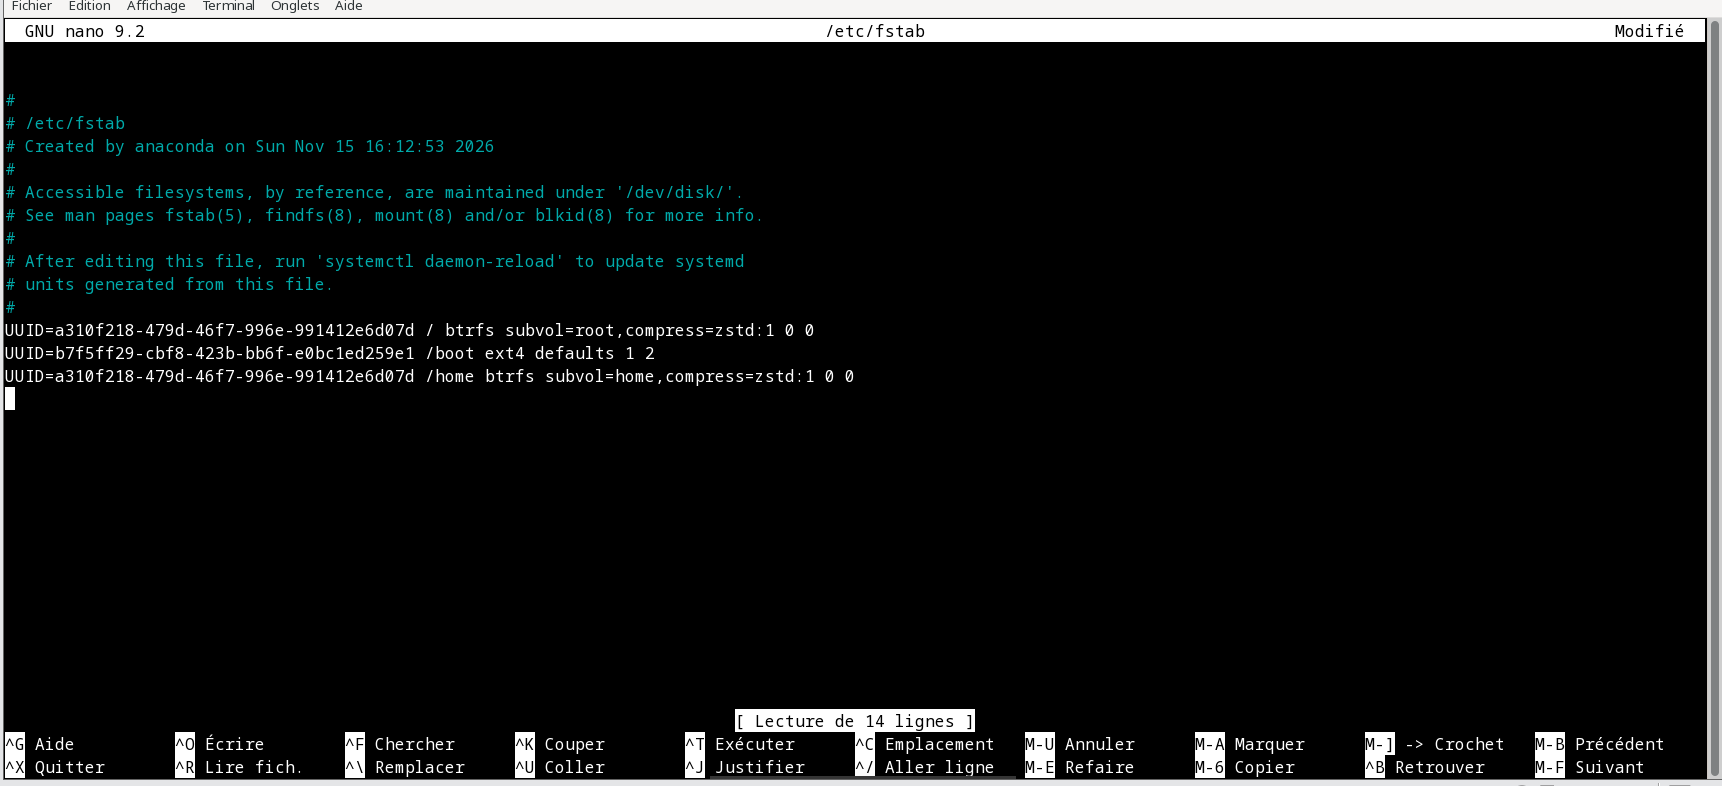 Fichier Edition Affichage Terminal Onglets Aide
GNU nano 9.2 /etc/fstab Modifié
#
# /etc/fstab
# Created by anaconda on Sun Nov 15 16:12:53 2026
#
# Accessible filesystems, by reference, are maintained under '/dev/disk/'.
# See man pages fstab(5), findfs(8), mount(8) and/or blkid(8) for more info.
#
# After editing this file, run 'systemctl daemon-reload' to update systemd
# units generated from this file.
#
UUID=a310f218-479d-46f7-996e-991412e6d07d / btrfs subvol=root,compress=zstd:1 0 0
UUID=b7f5ff29-cbf8-423b-bb6f-e0bc1ed259e1 /boot ext4 defaults 1 2
UUID=a310f218-479d-46f7-996e-991412e6d07d /home btrfs subvol=home,compress=zstd:1 0 0
[ Lecture de 14 lignes ]
^G Aide ^O Écrire ^F Chercher ^K Couper ^T Exécuter ^C Emplacement M-U Annuler M-A Marquer M-] -> Crochet M-B Précédent
^X Quitter ^R Lire fich. ^\ Remplacer ^U Coller ^J Justifier ^/ Aller ligne M-E Refaire M-6 Copier ^B Retrouver M-F Suivant